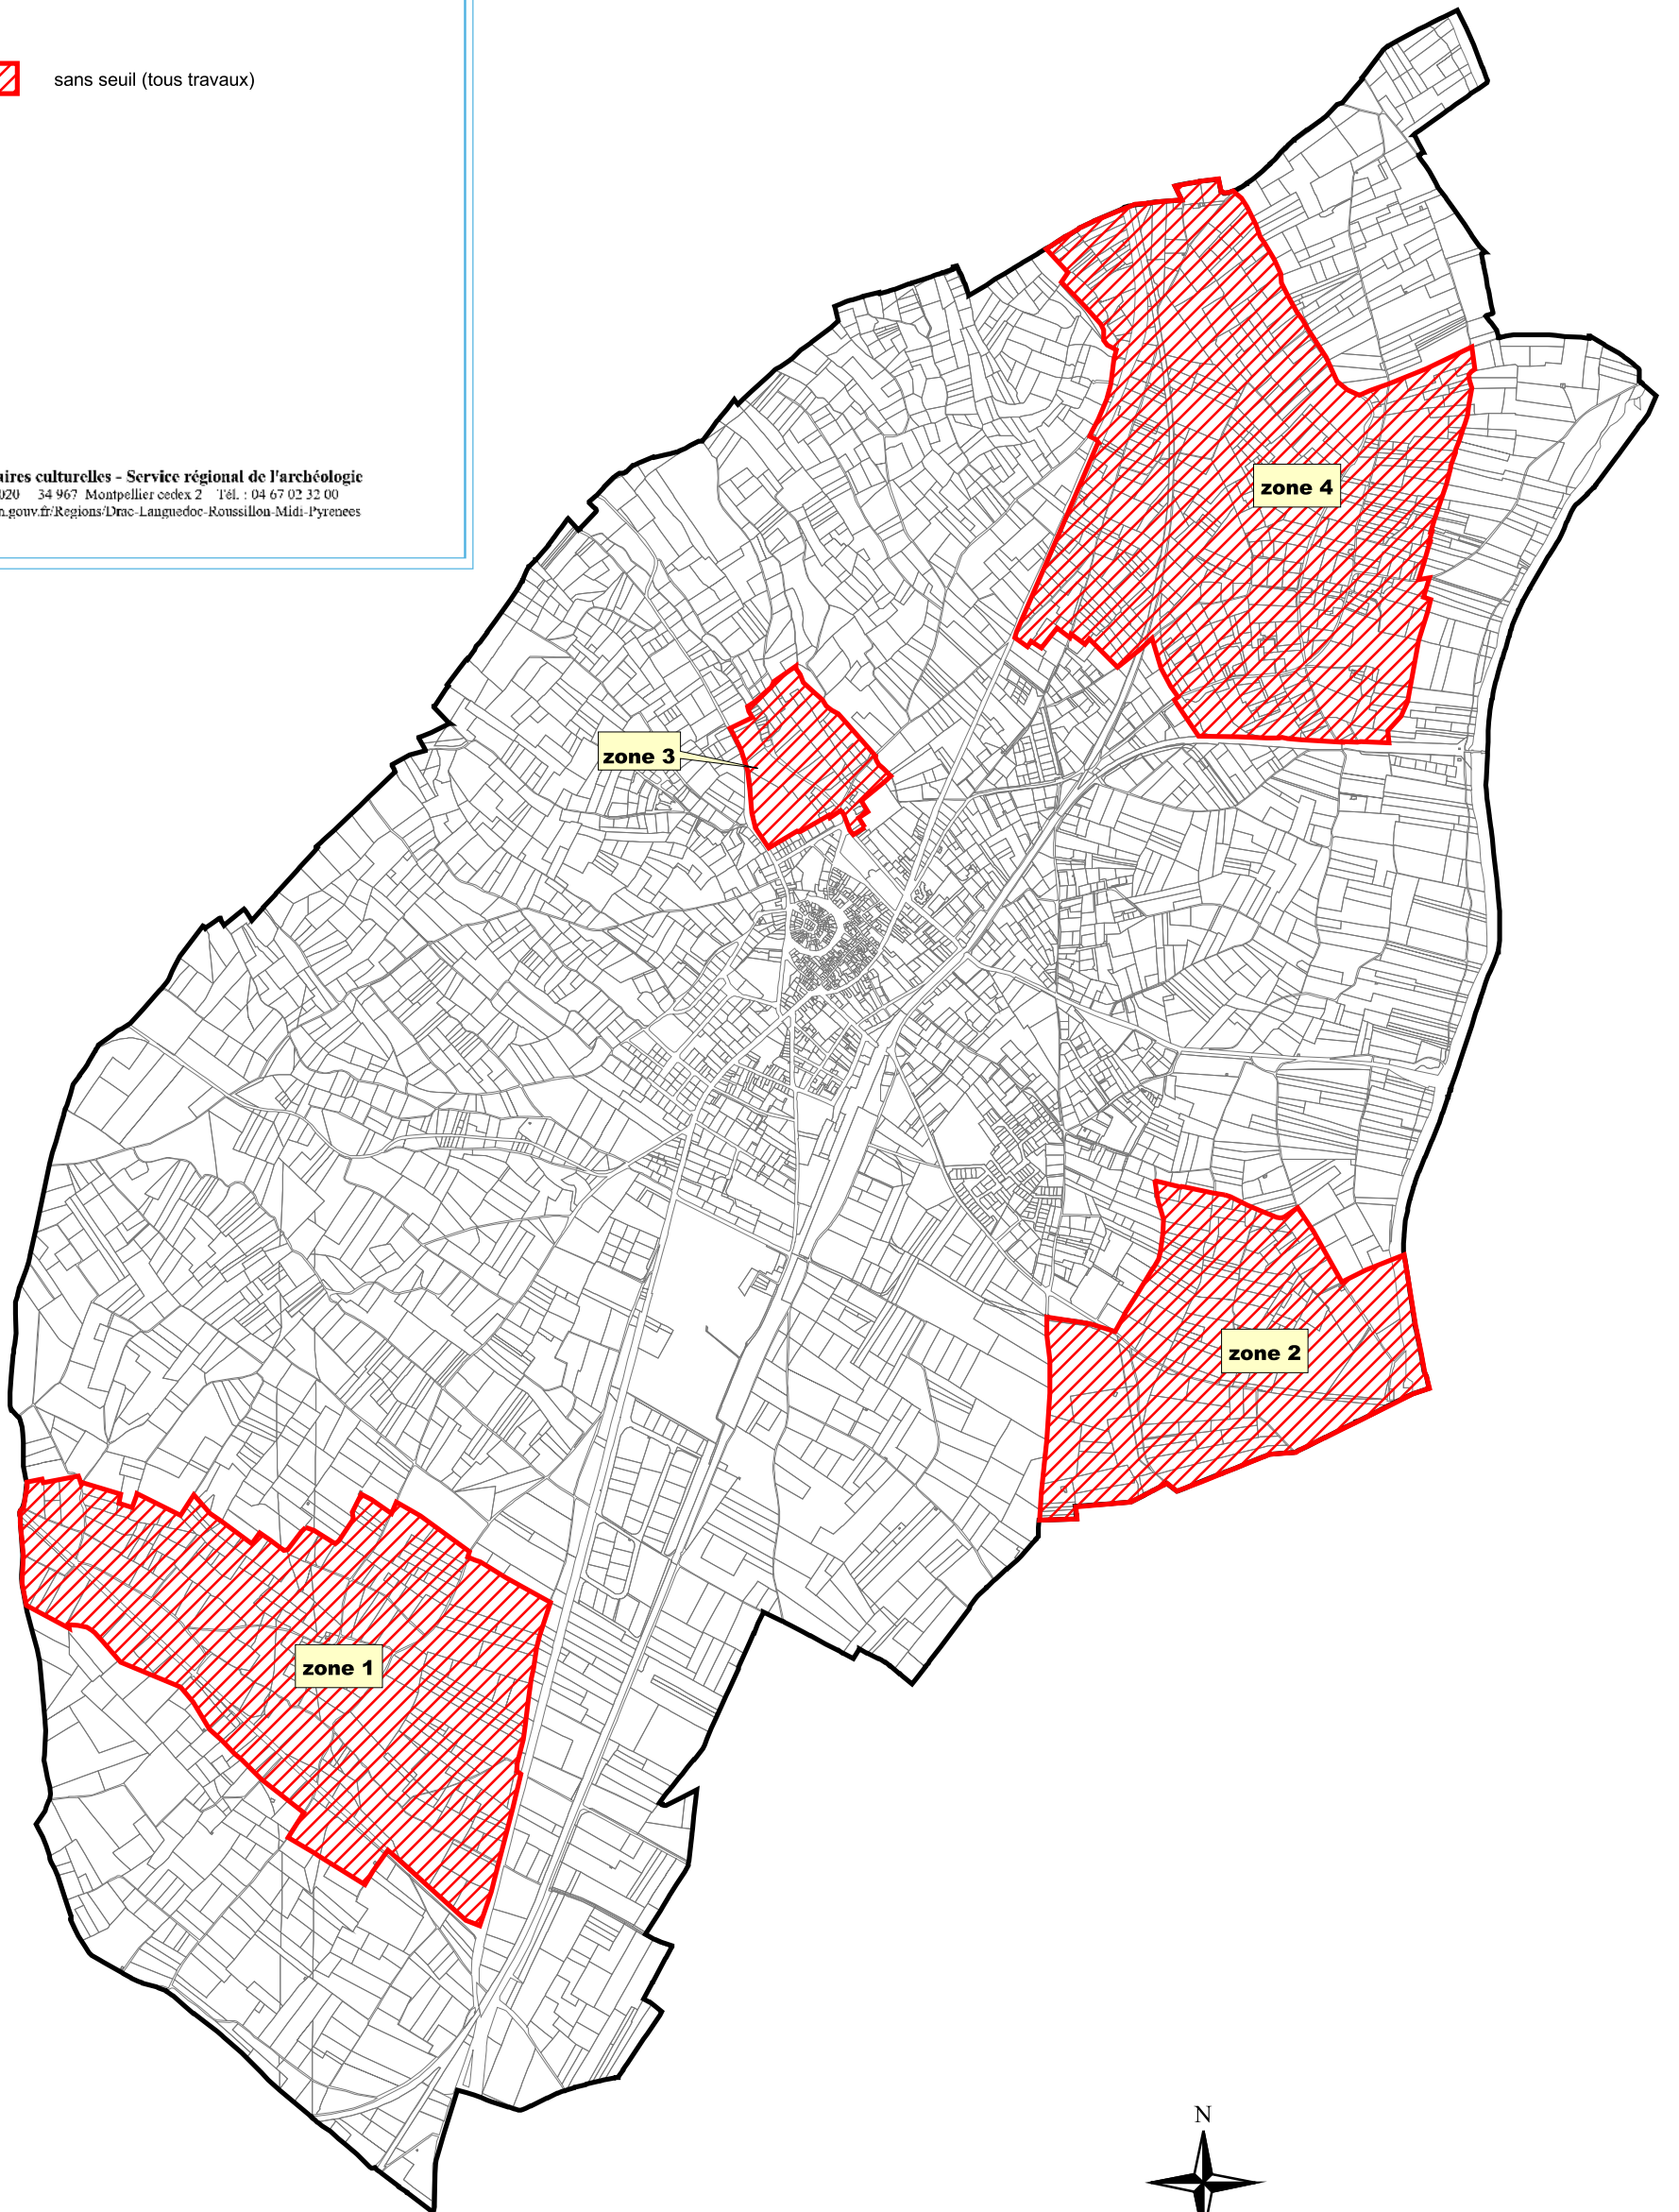 sans seuil (tous travaux)
aires culturelles - Service régional de l'archéologie
020 34 967 Montpellier cedex 2 Tél. : 04 67 02 32 00
n.gouv.fr/Regions/Drac-Languedoc-Roussillon-Midi-Pyrenees
zone 4
zone 3
zone 2
zone 1
N